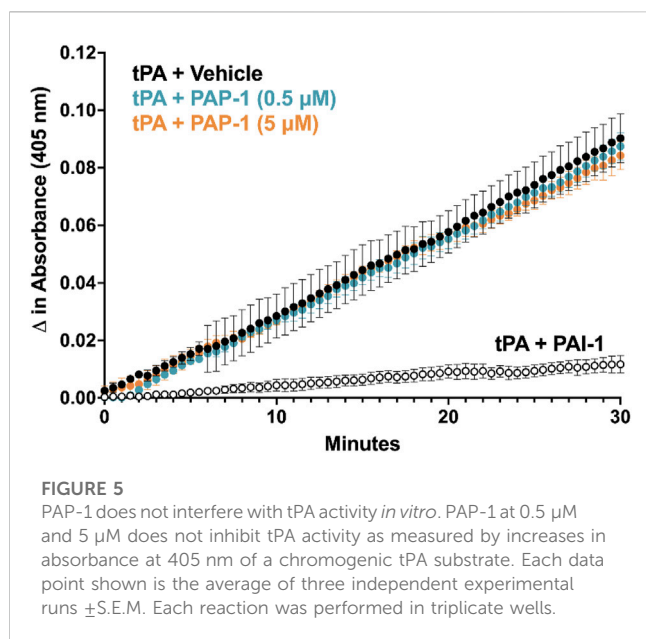 0.12
0.10
0.08
0.06
0.04
0.02
0.00
Δ in Absorbance (405 nm)
tPA + Vehicle
tPA + PAP-1 (0.5 µM)
tPA + PAP-1 (5 µM)
tPA + PAI-1
0 10 20 30
Minutes
FIGURE 5
PAP-1 does not interfere with tPA activity in vitro. PAP-1 at 0.5 µM
and 5 µM does not inhibit tPA activity as measured by increases in
absorbance at 405 nm of a chromogenic tPA substrate. Each data
point shown is the average of three independent experimental
runs ±S.E.M. Each reaction was performed in triplicate wells.